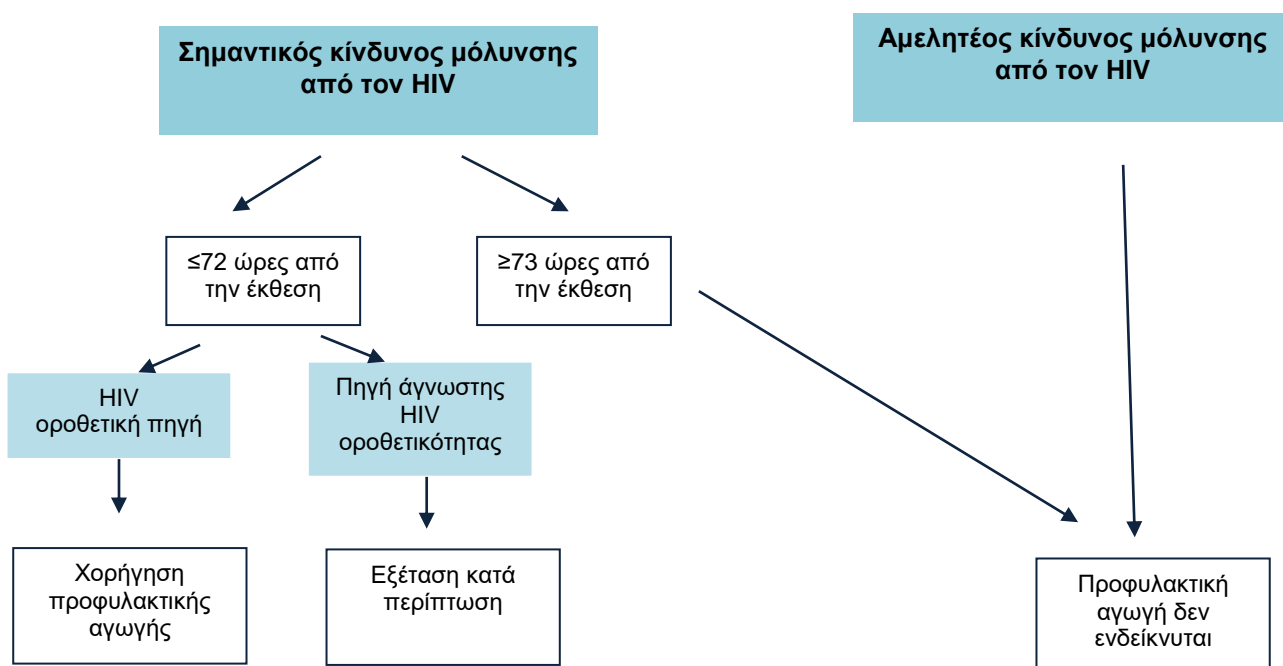 Σημαντικός κίνδυνος μόλυνσης
από τον HIV
Αμελητέος κίνδυνος μόλυνσης
από τον HIV
≤72 ώρες από
την έκθεση
≥73 ώρες από
την έκθεση
HIV
οροθετική πηγή
Πηγή άγνωστης
HIV
οροθετικότητας
Χορήγηση
προφυλακτικής
αγωγής
Εξέταση κατά
περίπτωση
Προφυλακτική
αγωγή δεν
ενδείκνυται